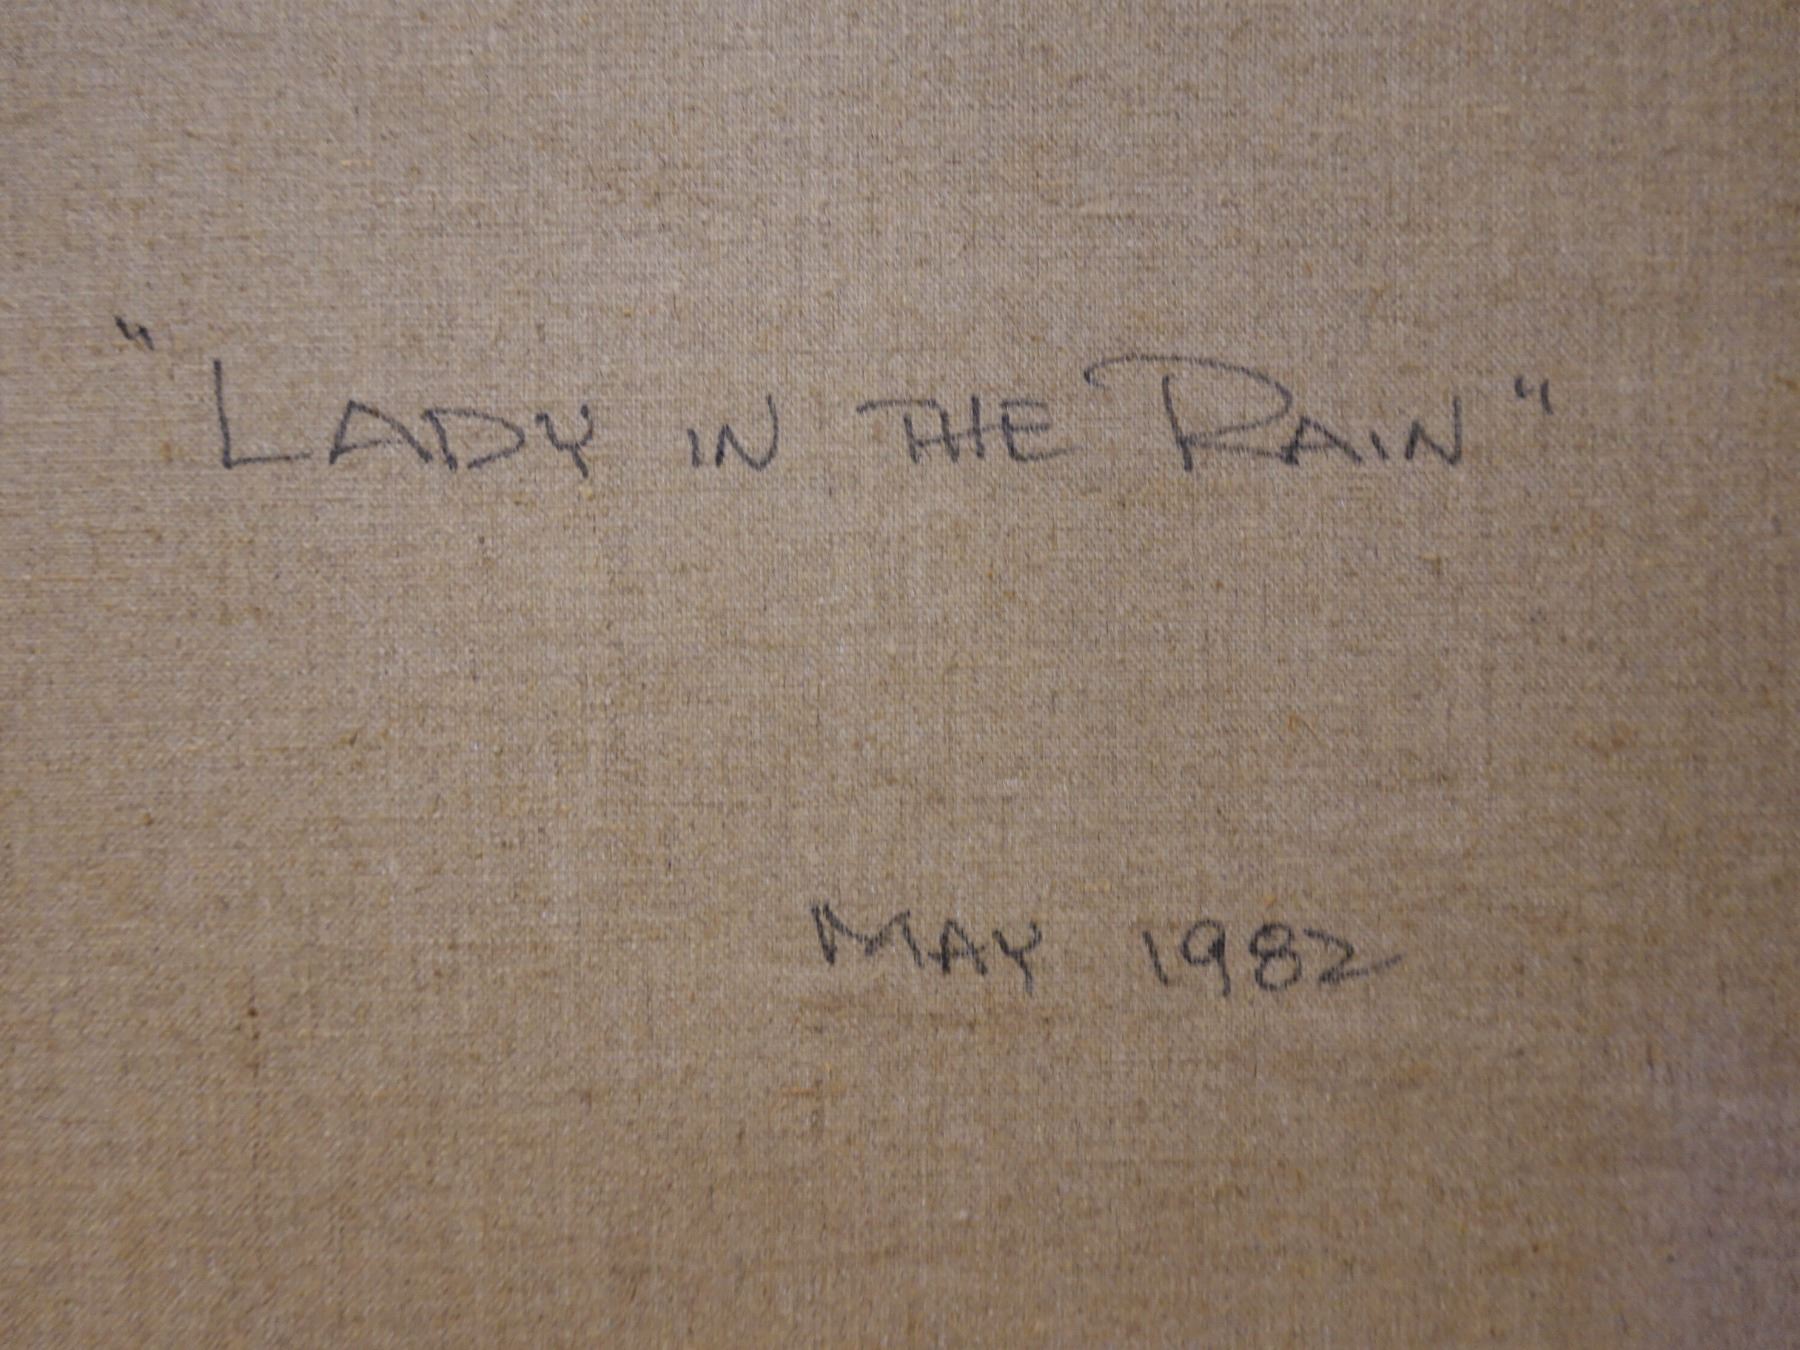 "LADY IN THE RAIN"
MAY 1982